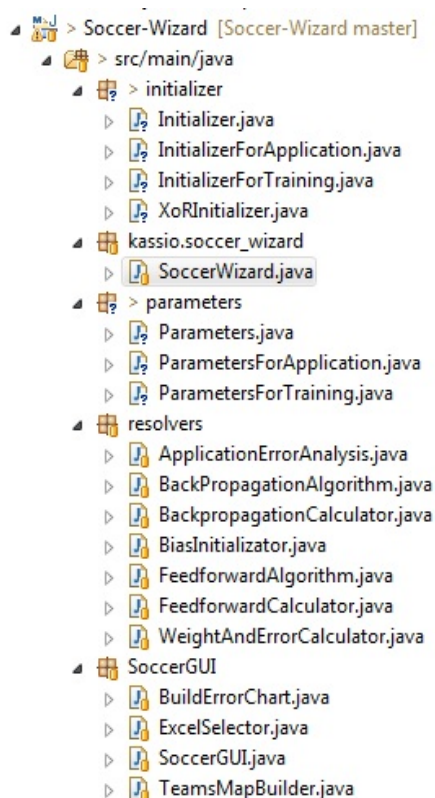 > Soccer-Wizard [Soccer-Wizard master]
> src/main/java
> initializer
Initializer.java
InitializerForApplication.java
InitializerForTraining.java
XoRInitializer.java
kassio.soccer_wizard
SoccerWizard.java
> parameters
Parameters.java
ParametersForApplication.java
ParametersForTraining.java
resolvers
ApplicationErrorAnalysis.java
BackPropagationAlgorithm.java
BackpropagationCalculator.java
BiasInitializator.java
FeedforwardAlgorithm.java
FeedforwardCalculator.java
WeightAndErrorCalculator.java
SoccerGUI
BuildErrorChart.java
ExcelSelector.java
SoccerGUI.java
TeamsMapBuilder.java